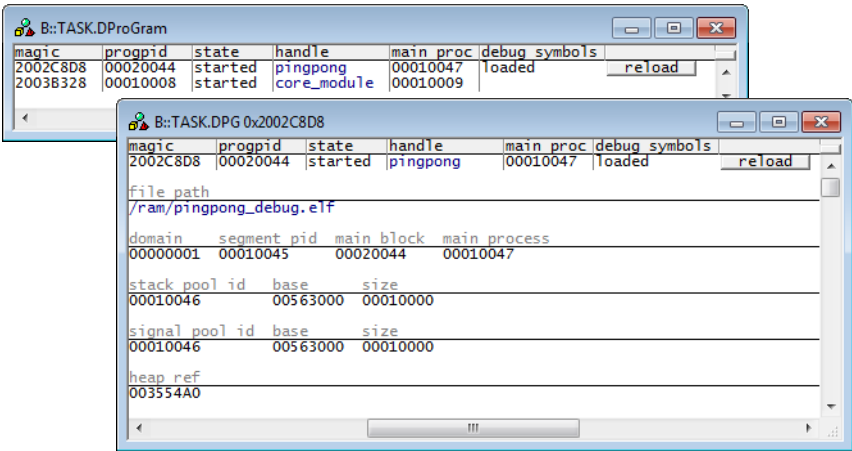 B::TASK.DProGram
magic progpid state handle main proc debug symbols
2002C8D8 00020044 started pingpong 00010047 loaded reload
2003B328 00010008 started core_module 00010009
B::TASK.DPG 0x2002C8D8
magic progpid state handle main proc debug symbols
2002C8D8 00020044 started pingpong 00010047 loaded reload
file path
/ram/pingpong_debug.elf
domain segment pid main block main process
00000001 00010045 00020044 00010047
stack pool id base size
00010046 00563000 00010000
signal pool id base size
00010046 00563000 00010000
heap ref
003554A0